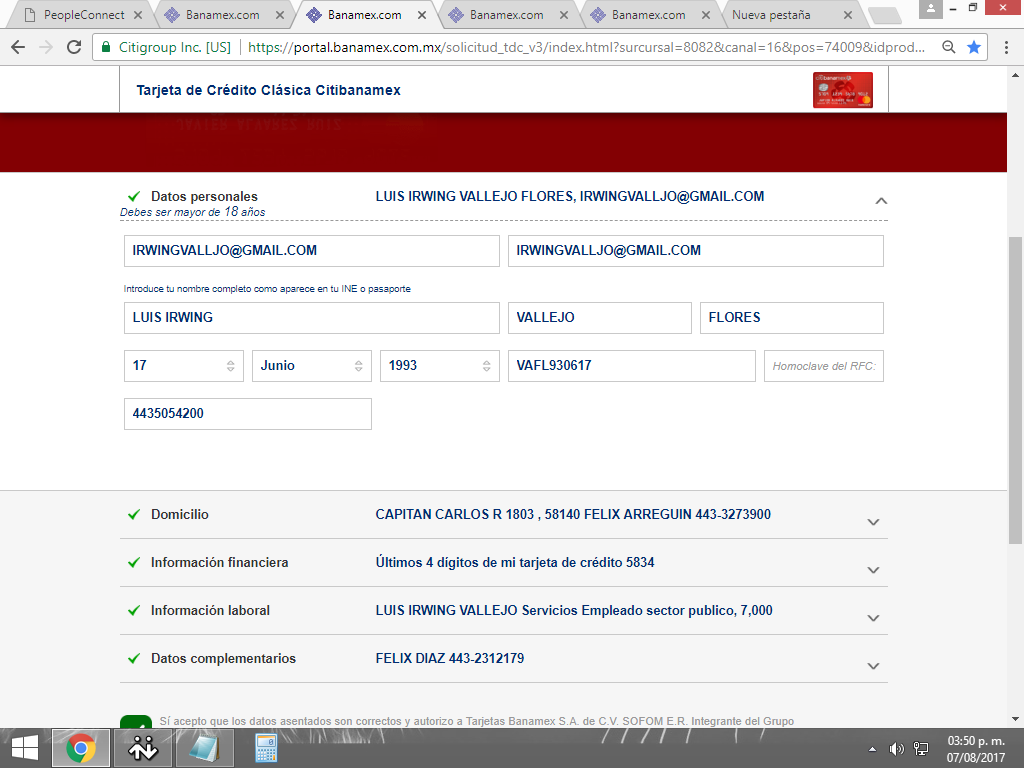 PeopleConnect
Banamex.com
Banamex.com
Banamex.com
Banamex.com
Nueva pestaña
Citigroup Inc. [US]
https://portal.banamex.com.mx/solicitud_tdc_v3/index.html?surcursal=8082&canal=16&pos=74009&idprod...
Tarjeta de Crédito Clásica Citibanamex
Datos personales
LUIS IRWING VALLEJO FLORES, IRWINGVALLJO@GMAIL.COM
Debes ser mayor de 18 años
IRWINGVALLJO@GMAIL.COM
IRWINGVALLJO@GMAIL.COM
Introduce tu nombre completo como aparece en tu INE o pasaporte
LUIS IRWING
VALLEJO
FLORES
17
Junio
1993
VAFL930617
Homoclave del RFC:
4435054200
Domicilio
CAPITAN CARLOS R 1803 , 58140 FELIX ARREGUIN 443-3273900
Información financiera
Últimos 4 dígitos de mi tarjeta de crédito 5834
Información laboral
LUIS IRWING VALLEJO Servicios Empleado sector publico, 7,000
Datos complementarios
FELIX DIAZ 443-2312179
Sí acepto que los datos asentados son correctos y autorizo a Tarjetas Banamex S.A. de C.V. SOFOM E.R. Integrante del Grupo
03:50 p. m.
07/08/2017